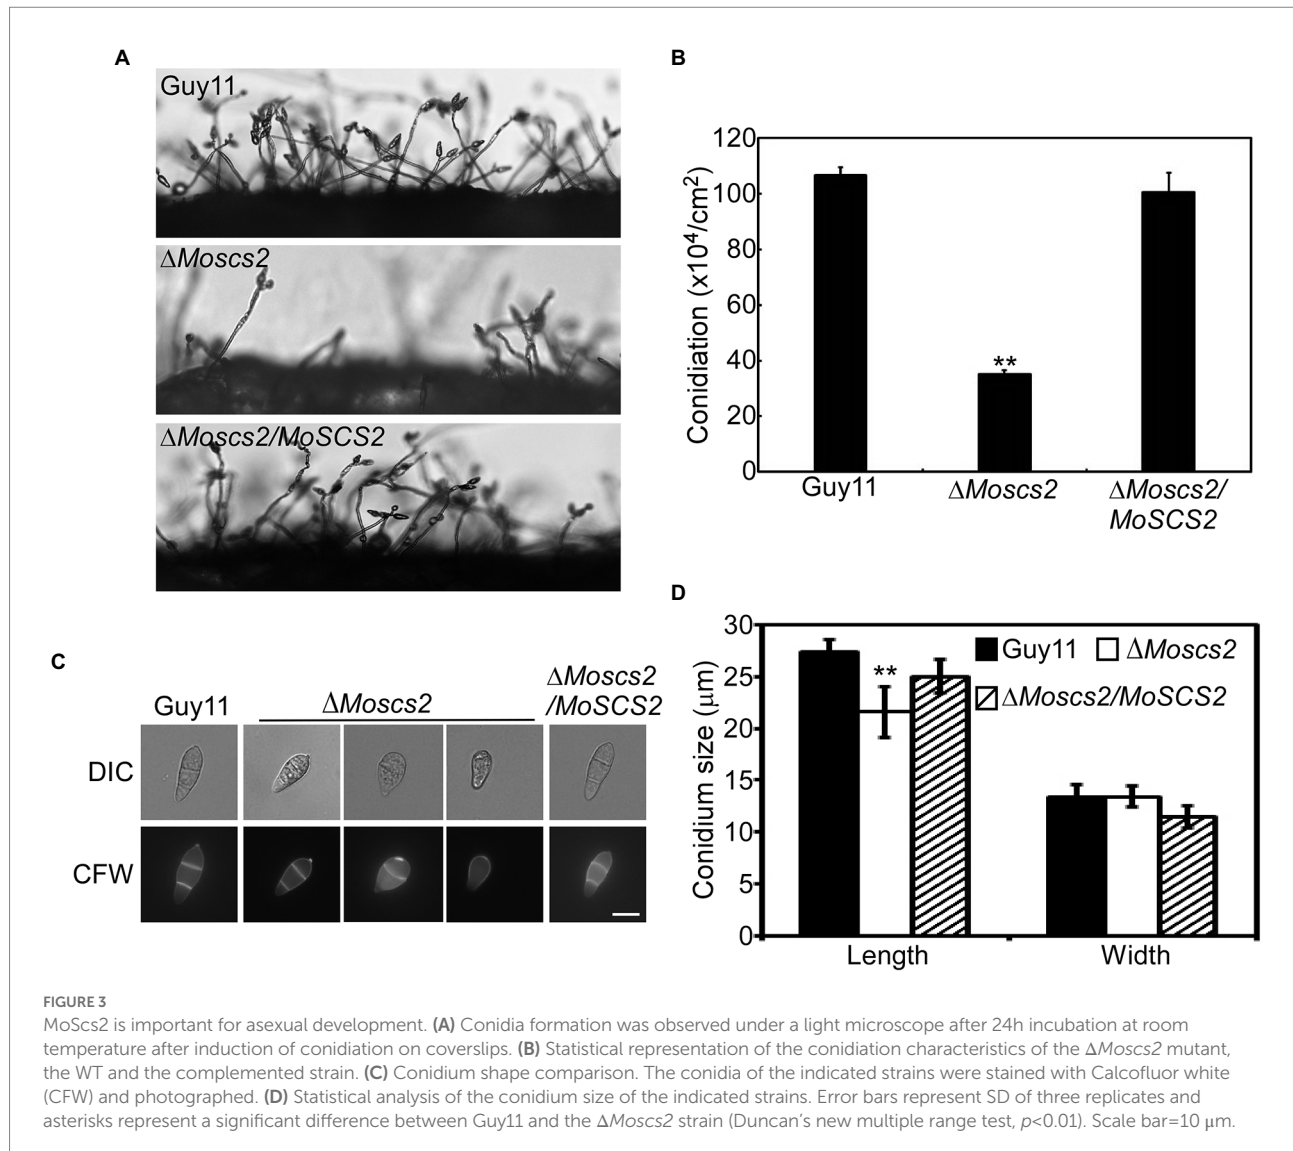 A
Guy11
ΔMoscs2
ΔMoscs2/MoSCS2
B
120
100
80
60
40
20
0
Conidiation (x10⁴/cm²)
**
Guy11
ΔMoscs2
ΔMoscs2/
MoSCS2
C
Guy11
ΔMoscs2
ΔMoscs2
/MoSCS2
DIC
CFW
D
30
25
20
15
10
5
0
Conidium size (μm)
**
Guy11
ΔMoscs2
ΔMoscs2/MoSCS2
Length
Width
FIGURE 3
MoScs2 is important for asexual development. (A) Conidia formation was observed under a light microscope after 24h incubation at room
temperature after induction of conidiation on coverslips. (B) Statistical representation of the conidiation characteristics of the ΔMoscs2 mutant,
the WT and the complemented strain. (C) Conidium shape comparison. The conidia of the indicated strains were stained with Calcofluor white
(CFW) and photographed. (D) Statistical analysis of the conidium size of the indicated strains. Error bars represent SD of three replicates and
asterisks represent a significant difference between Guy11 and the ΔMoscs2 strain (Duncan's new multiple range test, p<0.01). Scale bar=10 μm.